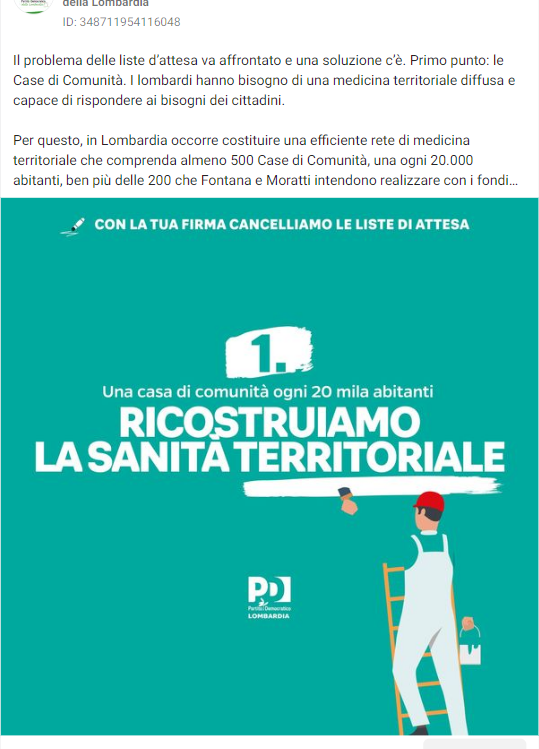 della Lombardia
ID: 348711954116048
Il problema delle liste d'attesa va affrontato e una soluzione c'è. Primo punto: le
Case di Comunità. I lombardi hanno bisogno di una medicina territoriale diffusa e
capace di rispondere ai bisogni dei cittadini.
Per questo, in Lombardia occorre costituire una efficiente rete di medicina
territoriale che comprenda almeno 500 Case di Comunità, una ogni 20.000
abitanti, ben più delle 200 che Fontana e Moratti intendono realizzare con i fondi...
CON LA TUA FIRMA CANCELLIAMO LE LISTE DI ATTESA
1.
Una casa di comunità ogni 20 mila abitanti
RICOSTRUIAMO
LA SANITÀ TERRITORIALE
PD
Partito Democratico
LOMBARDIA